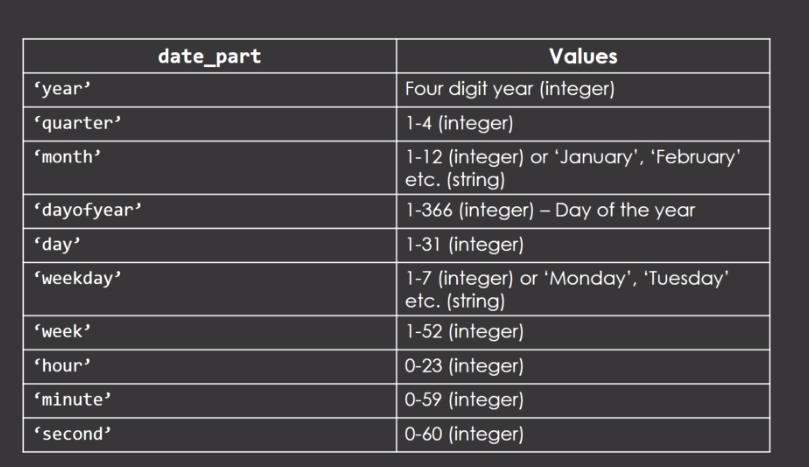 date_part Values
‘year’ Four digit year (integer)
‘quarter’ 1-4 (integer)
‘month’ 1-12 (integer) or ‘January’, ‘February’
etc. (string)
‘dayofyear’ 1-366 (integer) – Day of the year
‘day’ 1-31 (integer)
‘weekday’ 1-7 (integer) or ‘Monday’, ‘Tuesday’
etc. (string)
‘week’ 1-52 (integer)
‘hour’ 0-23 (integer)
‘minute’ 0-59 (integer)
‘second’ 0-60 (integer)